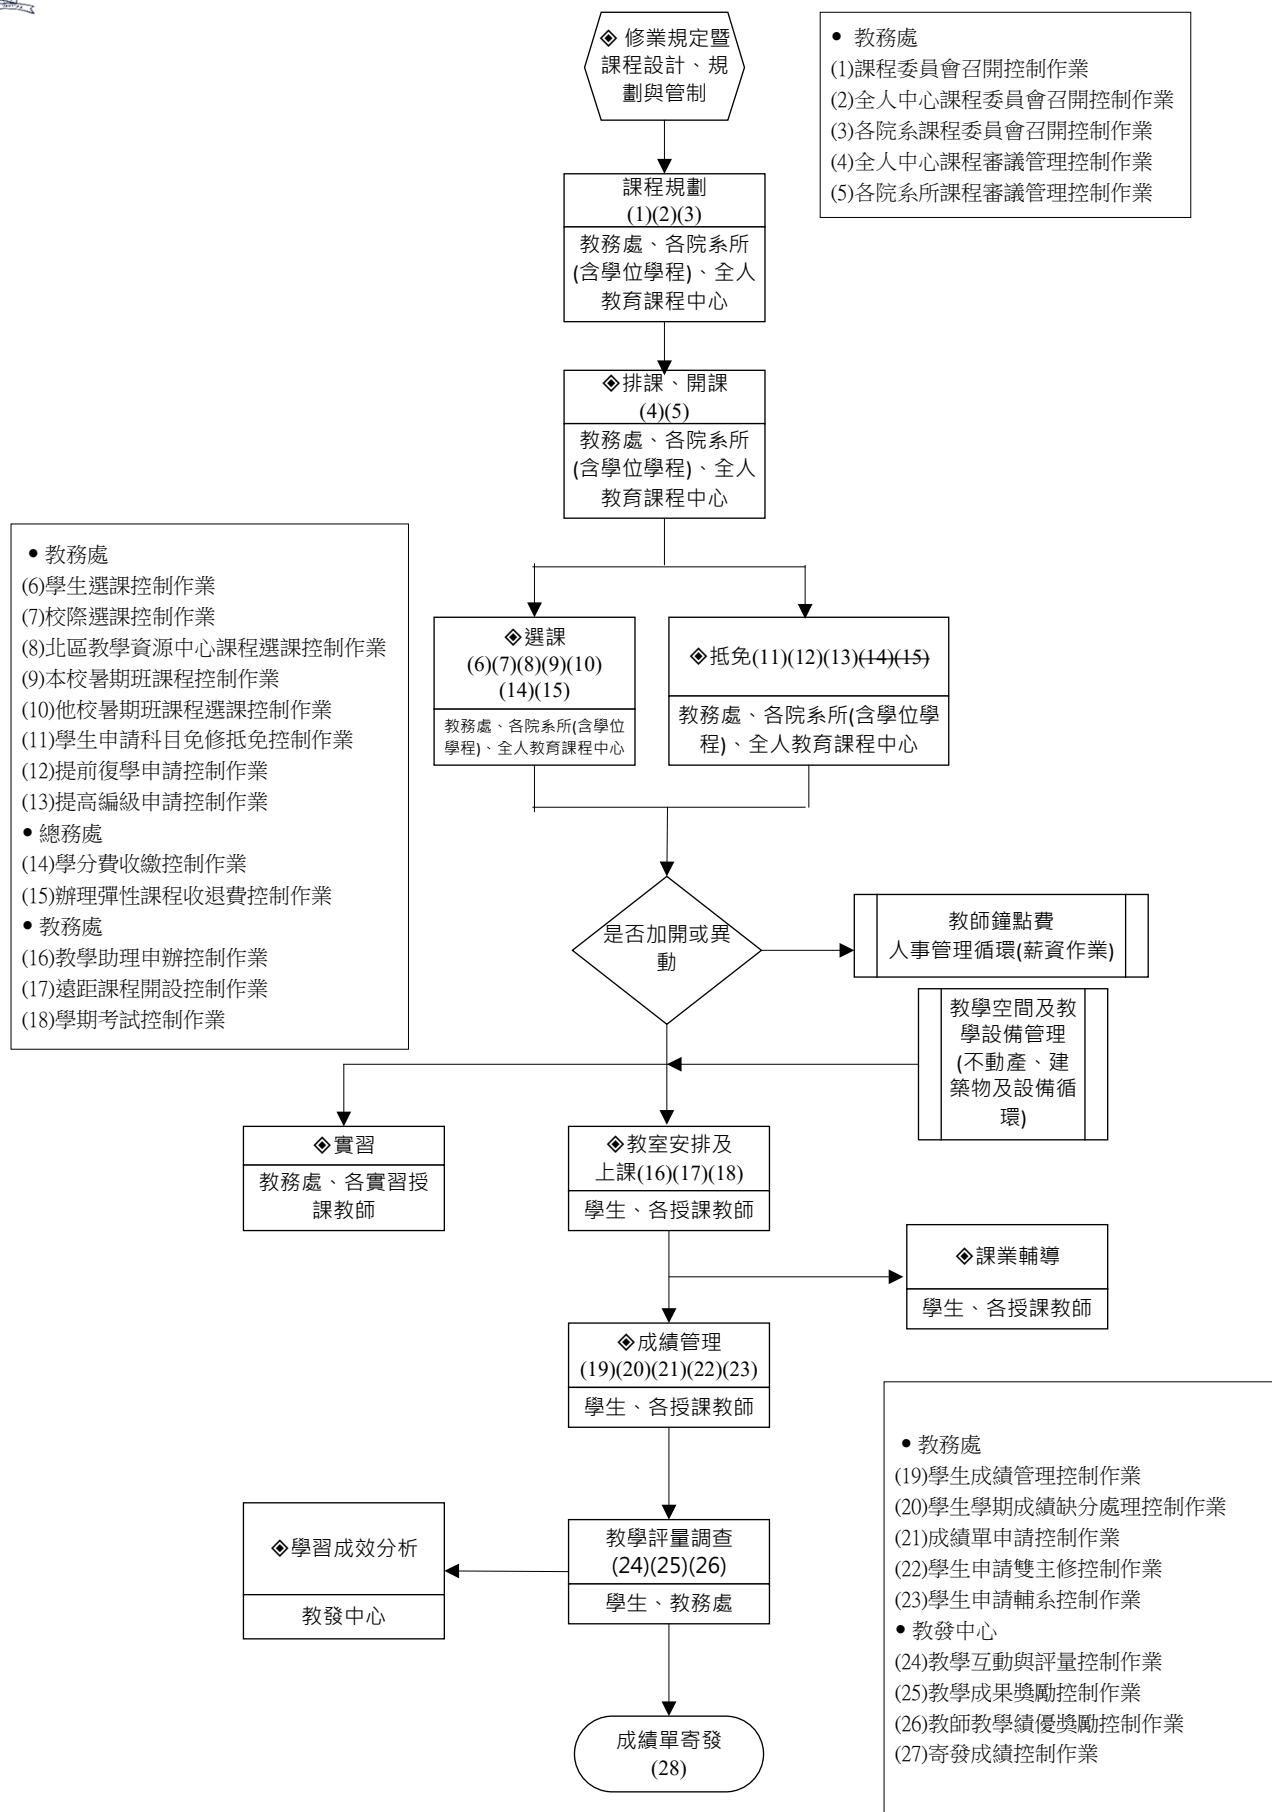 ◈ 修業規定暨
課程設計、規
劃與管制
• 教務處
(1)課程委員會召開控制作業
(2)全人中心課程委員會召開控制作業
(3)各院系課程委員會召開控制作業
(4)全人中心課程審議管理控制作業
(5)各院系所課程審議管理控制作業
課程規劃
(1)(2)(3)
教務處、各院系所
(含學位學程)、全人
教育課程中心
◈排課、開課
(4)(5)
教務處、各院系所
(含學位學程)、全人
教育課程中心
• 教務處
(6)學生選課控制作業
(7)校際選課控制作業
(8)北區教學資源中心課程選課控制作業
(9)本校暑期班課程控制作業
(10)他校暑期班課程選課控制作業
(11)學生申請科目免修抵免控制作業
(12)提前復學申請控制作業
(13)提高編級申請控制作業
• 總務處
(14)學分費收繳控制作業
(15)辦理彈性課程收退費控制作業
• 教務處
(16)教學助理申辦控制作業
(17)遠距課程開設控制作業
(18)學期考試控制作業
◈選課
(6)(7)(8)(9)(10)
(14)(15)
教務處、各院系所(含學位
學程)、全人教育課程中心
◈抵免(11)(12)(13)(14)(15)
教務處、各院系所(含學位學
程)、全人教育課程中心
是否加開或異
動
教師鐘點費
人事管理循環(薪資作業)
教學空間及教
學設備管理
(不動產、建
築物及設備循
環)
◈實習
教務處、各實習授
課教師
◈教室安排及
上課(16)(17)(18)
學生、各授課教師
◈課業輔導
學生、各授課教師
◈成績管理
(19)(20)(21)(22)(23)
學生、各授課教師
• 教務處
(19)學生成績管理控制作業
(20)學生學期成績缺分處理控制作業
(21)成績單申請控制作業
(22)學生申請雙主修控制作業
(23)學生申請輔系控制作業
• 教發中心
(24)教學互動與評量控制作業
(25)教學成果獎勵控制作業
(26)教師教學績優獎勵控制作業
(27)寄發成績控制作業
◈學習成效分析
教發中心
教學評量調查
(24)(25)(26)
學生、教務處
成績單寄發
(28)